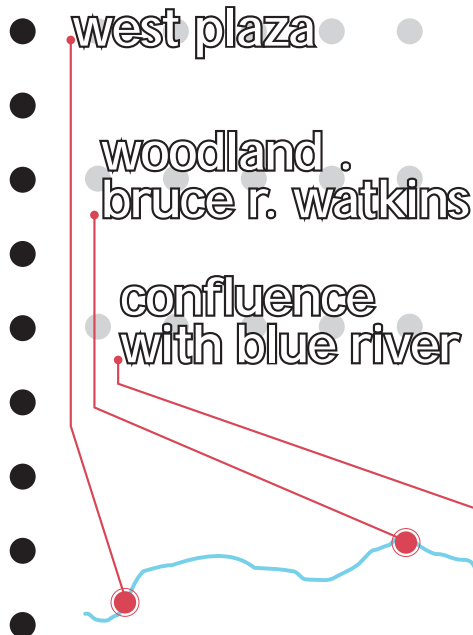 west plaza
woodland .
bruce r. watkins
confluence
with blue river